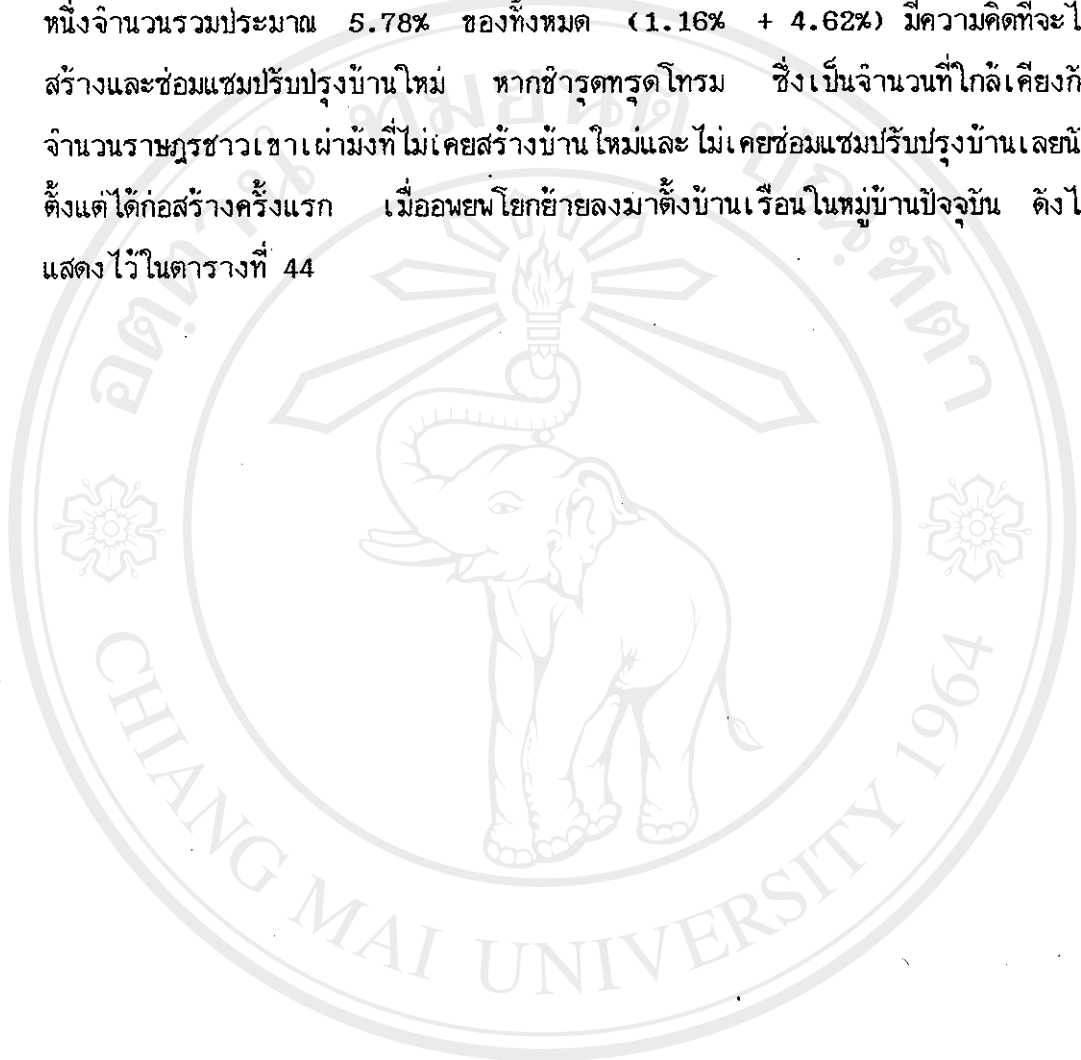 หนึ่งจำนวนรวมประมาณ 5.78% ของทั้งหมด (1.16% + 4.62%) มีความคิดที่จะไ
สร้างและซ่อมแซมปรับปรุงบ้านใหม่ หากชำรุดทรุดโทรม ซึ่งเป็นจำนวนที่ใกล้เคียงกั
จำนวนราษฎรชาวเขาเผ่าม้งที่ไม่เคยสร้างบ้านใหม่และไม่เคยซ่อมแซมปรับปรุงบ้านเลยนั
ตั้งแต่ได้ก่อสร้างครั้งแรก เมื่ออพยพโยกย้ายลงมาตั้งบ้านเรือนในหมู่บ้านปัจจุบัน ดังไ
แสดงไว้ในตารางที่ 44
CHIANG MAI UNIVERSITY 1964